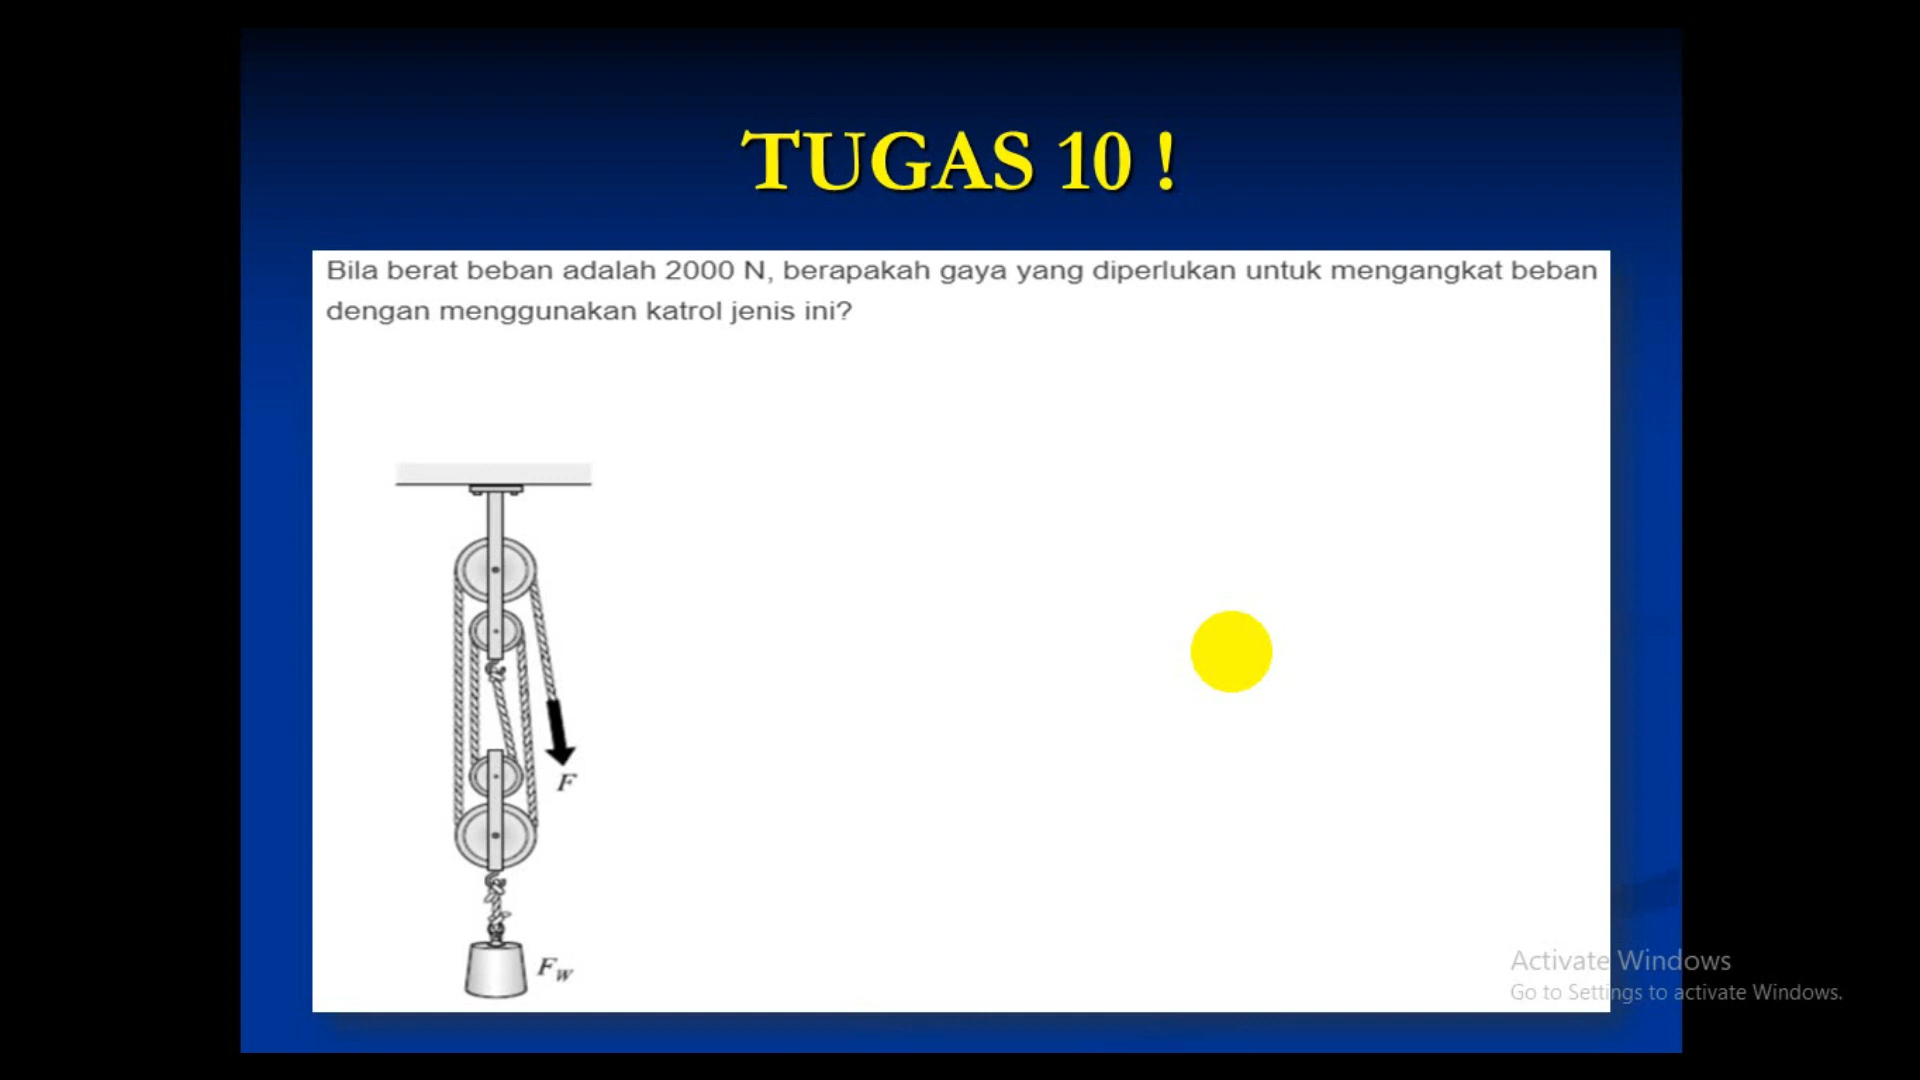 TUGAS 10 !
Bila berat beban adalah 2000 N, berapakah gaya yang diperlukan untuk mengangkat beban
dengan menggunakan katrol jenis ini?
F
F_W
Activate Windows
Go to Settings to activate Windows.